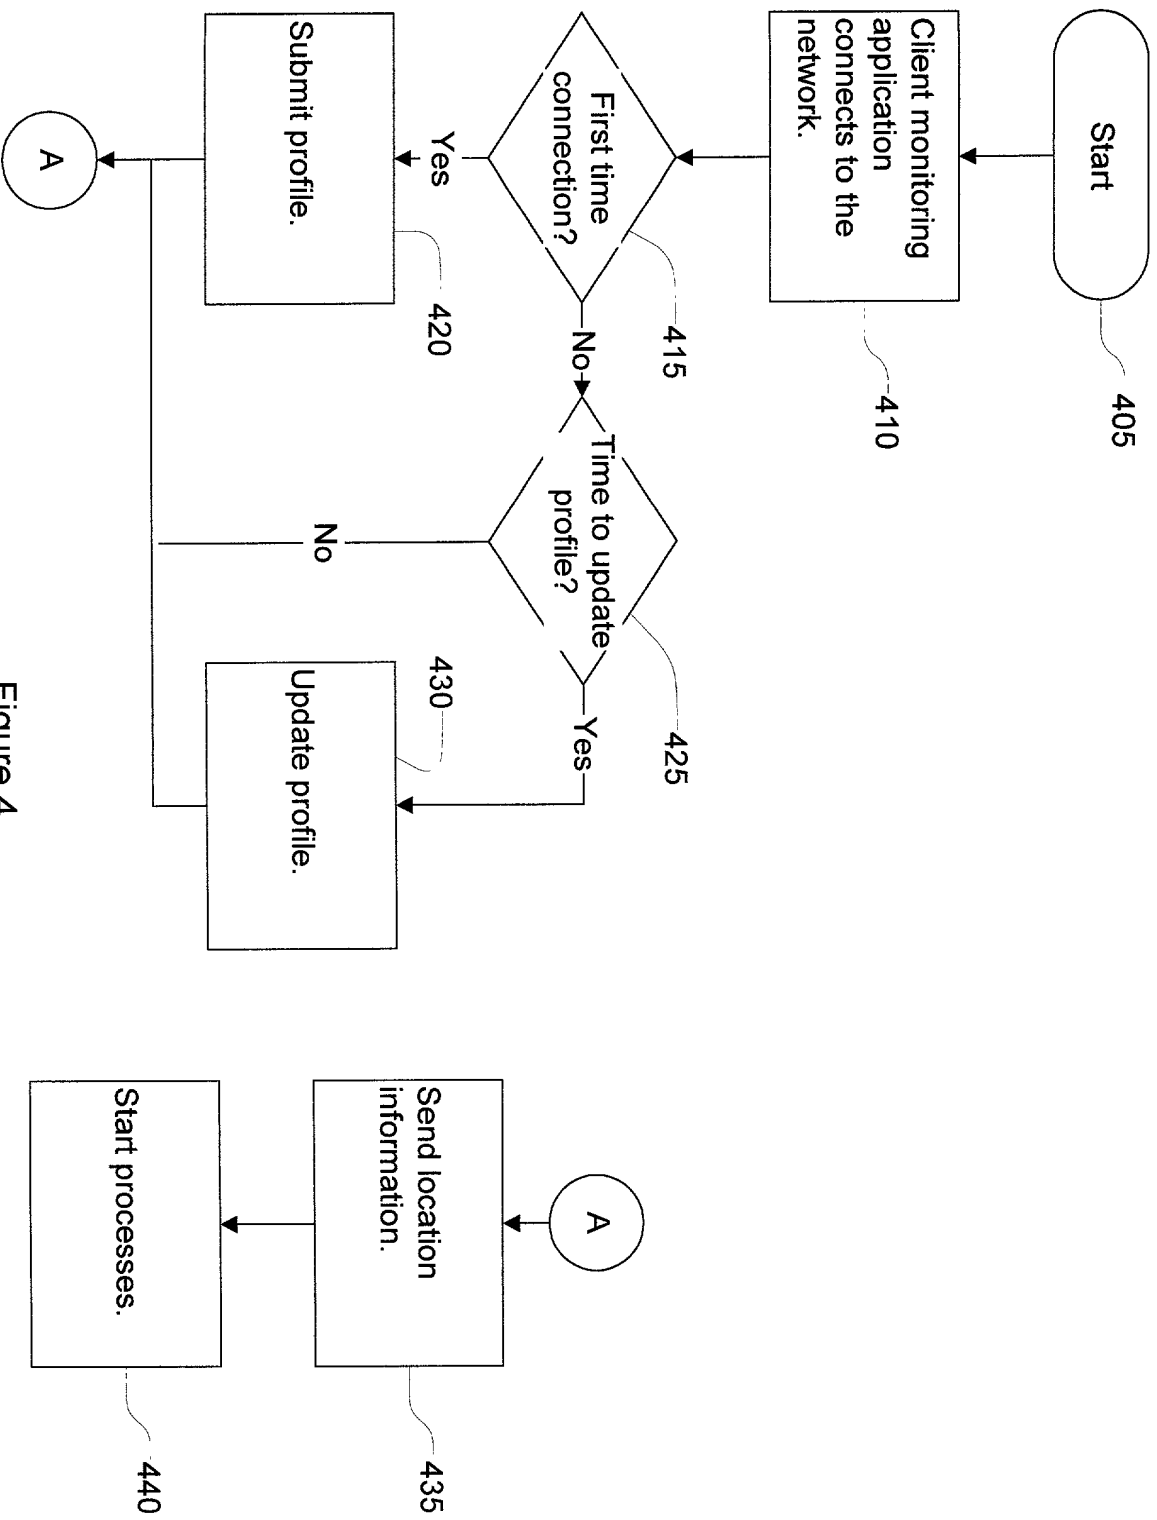 Start
405
Client monitoring
application
connects to the
network.
410
First time
connection?
415
No
Yes
Time to update
profile?
425
Yes
No
Submit profile.
420
430
Update profile.
A
A
Send location
information.
435
Start processes.
440
Figure 4